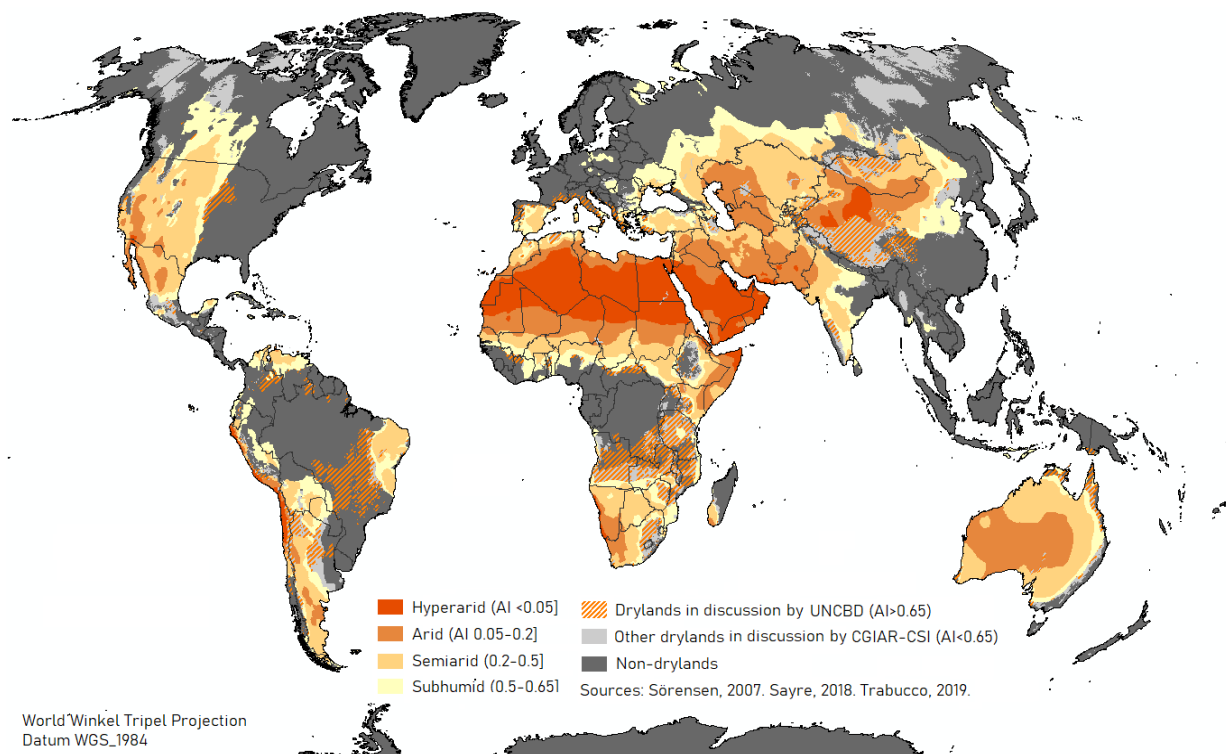 Hyperarid (AI <0.05]
Arid (AI 0.05-0.2]
Semiarid (0.2-0.5]
Subhumid (0.5-0.65]
Drylands in discussion by UNCBD (AI>0.65)
Other drylands in discussion by CGIAR-CSI (AI<0.65)
Non-drylands
Sources: Sörensen, 2007. Sayre, 2018. Trabucco, 2019.
World Winkel Tripel Projection
Datum WGS_1984